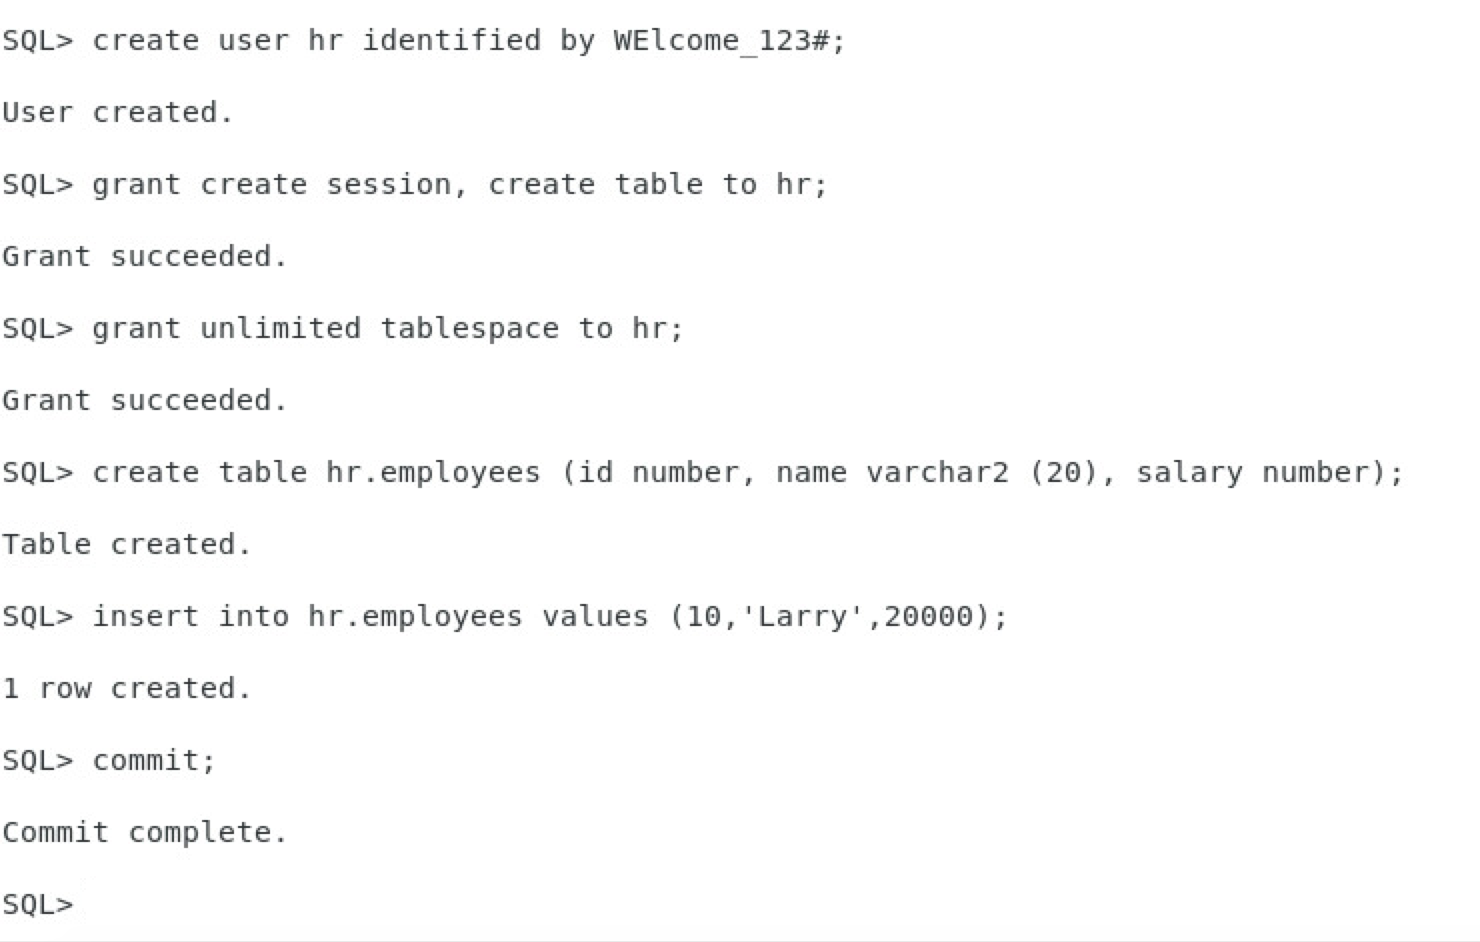 SQL> create user hr identified by WElcome_123#;
User created.
SQL> grant create session, create table to hr;
Grant succeeded.
SQL> grant unlimited tablespace to hr;
Grant succeeded.
SQL> create table hr.employees (id number, name varchar2 (20), salary number);
Table created.
SQL> insert into hr.employees values (10,'Larry',20000);
1 row created.
SQL> commit;
Commit complete.
SQL>